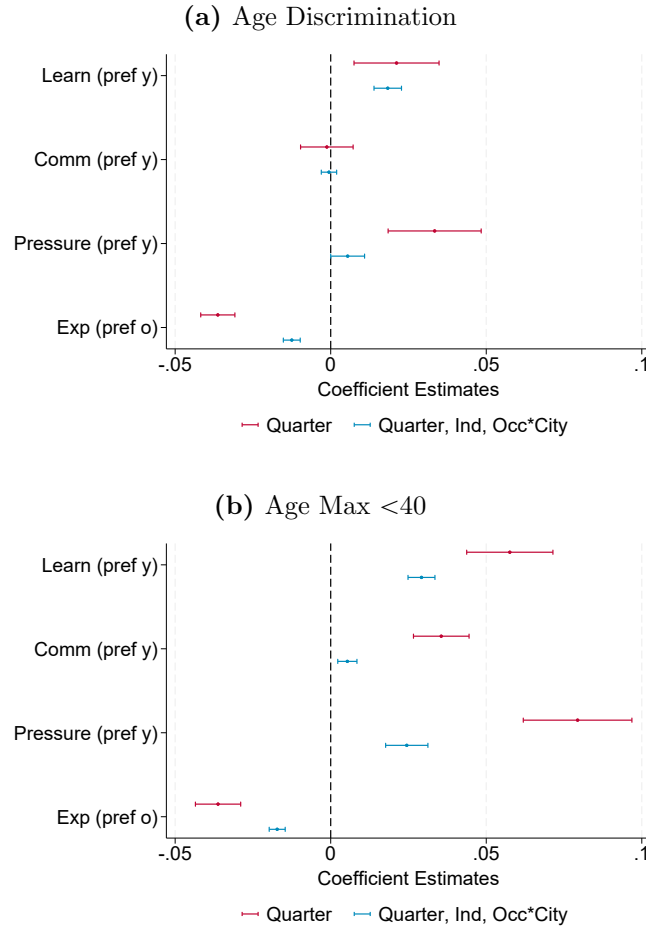 (a) Age Discrimination
Learn (pref y)
Comm (pref y)
Pressure (pref y)
Exp (pref o)
-.05 0 .05 .1
Coefficient Estimates
Quarter Quarter, Ind, Occ*City
(b) Age Max <40
Learn (pref y)
Comm (pref y)
Pressure (pref y)
Exp (pref o)
-.05 0 .05 .1
Coefficient Estimates
Quarter Quarter, Ind, Occ*City